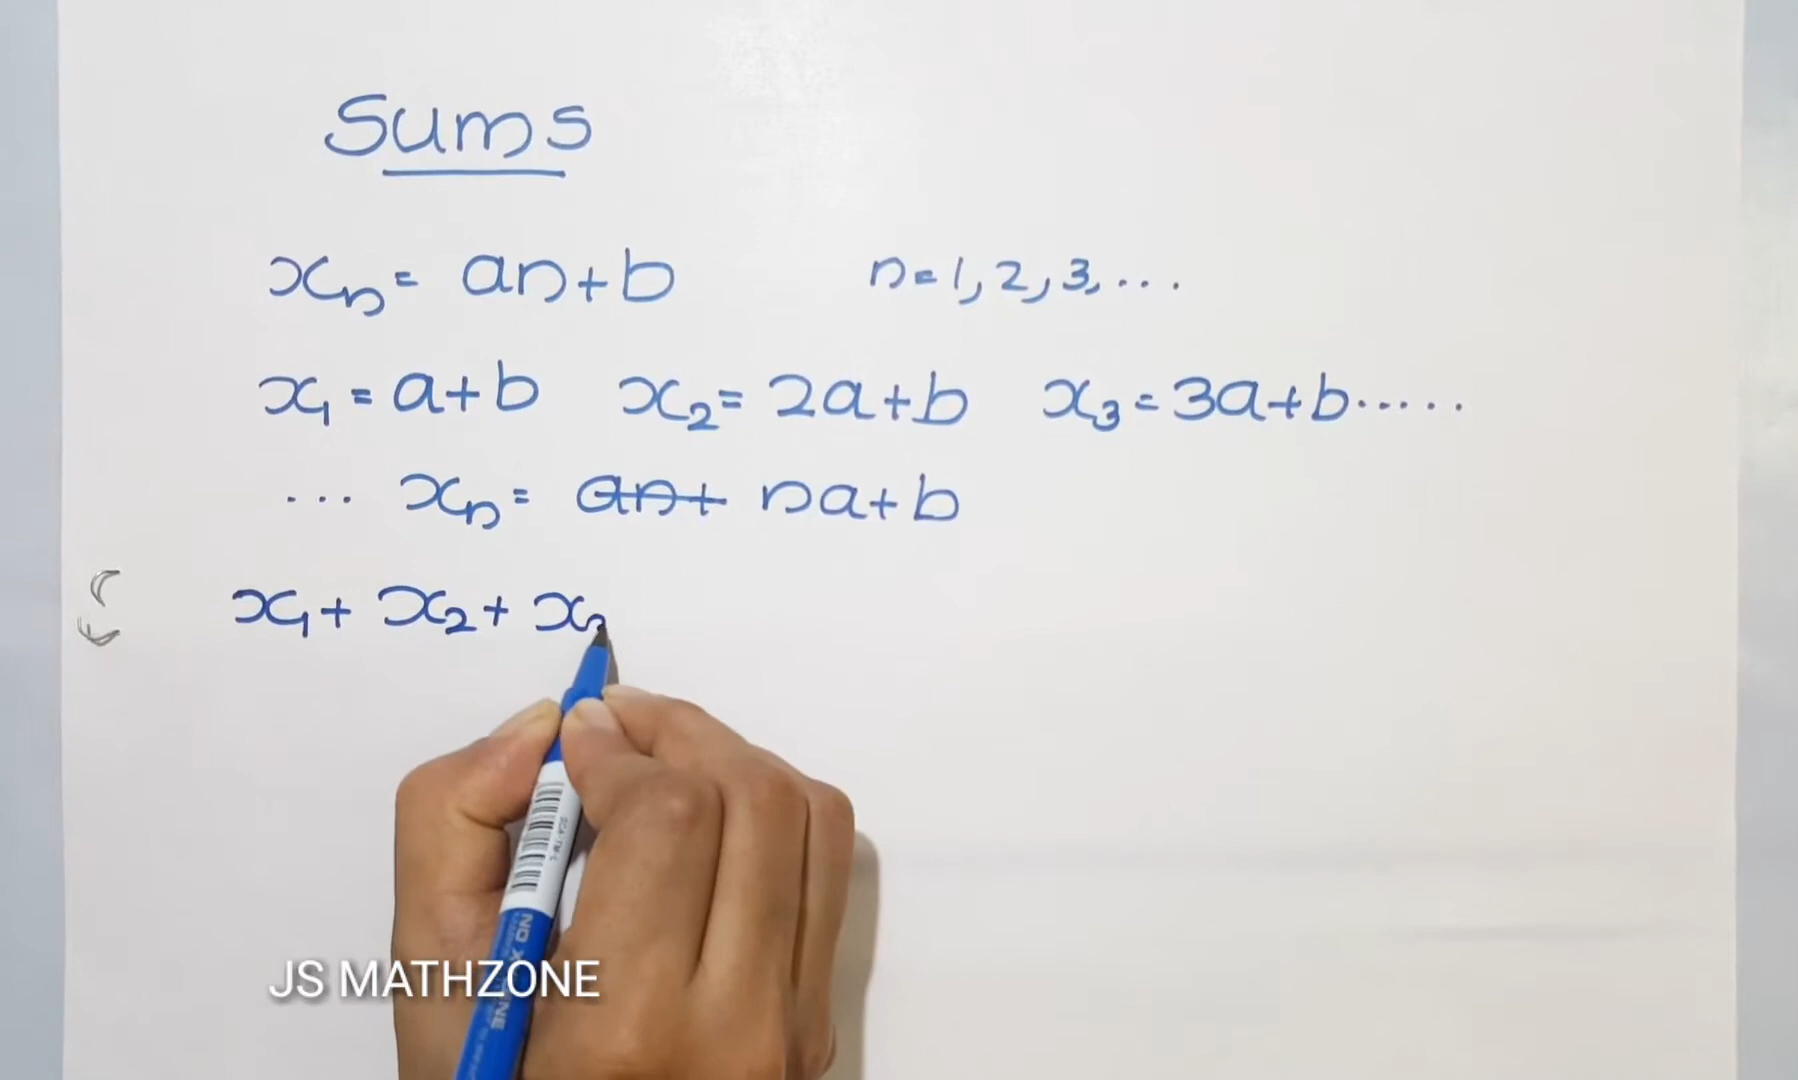 Sums
xₙ = an+b n=1, 2, 3, ...
x₁ = a+b x₂ = 2a+b x₃ = 3a+b.....
... xₙ = an+ na+b
x₁ + x₂ + x
JS MATHZONE